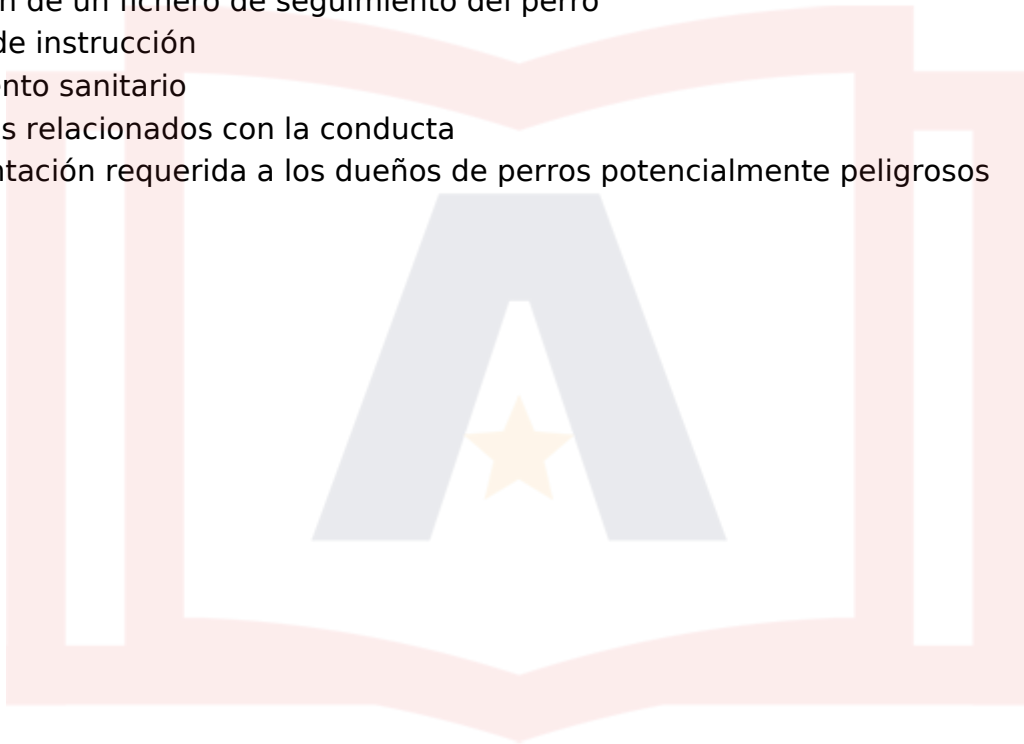 n de un fichero de seguimiento del perro
de instrucción
nto sanitario
s relacionados con la conducta
ntación requerida a los dueños de perros potencialmente peligrosos